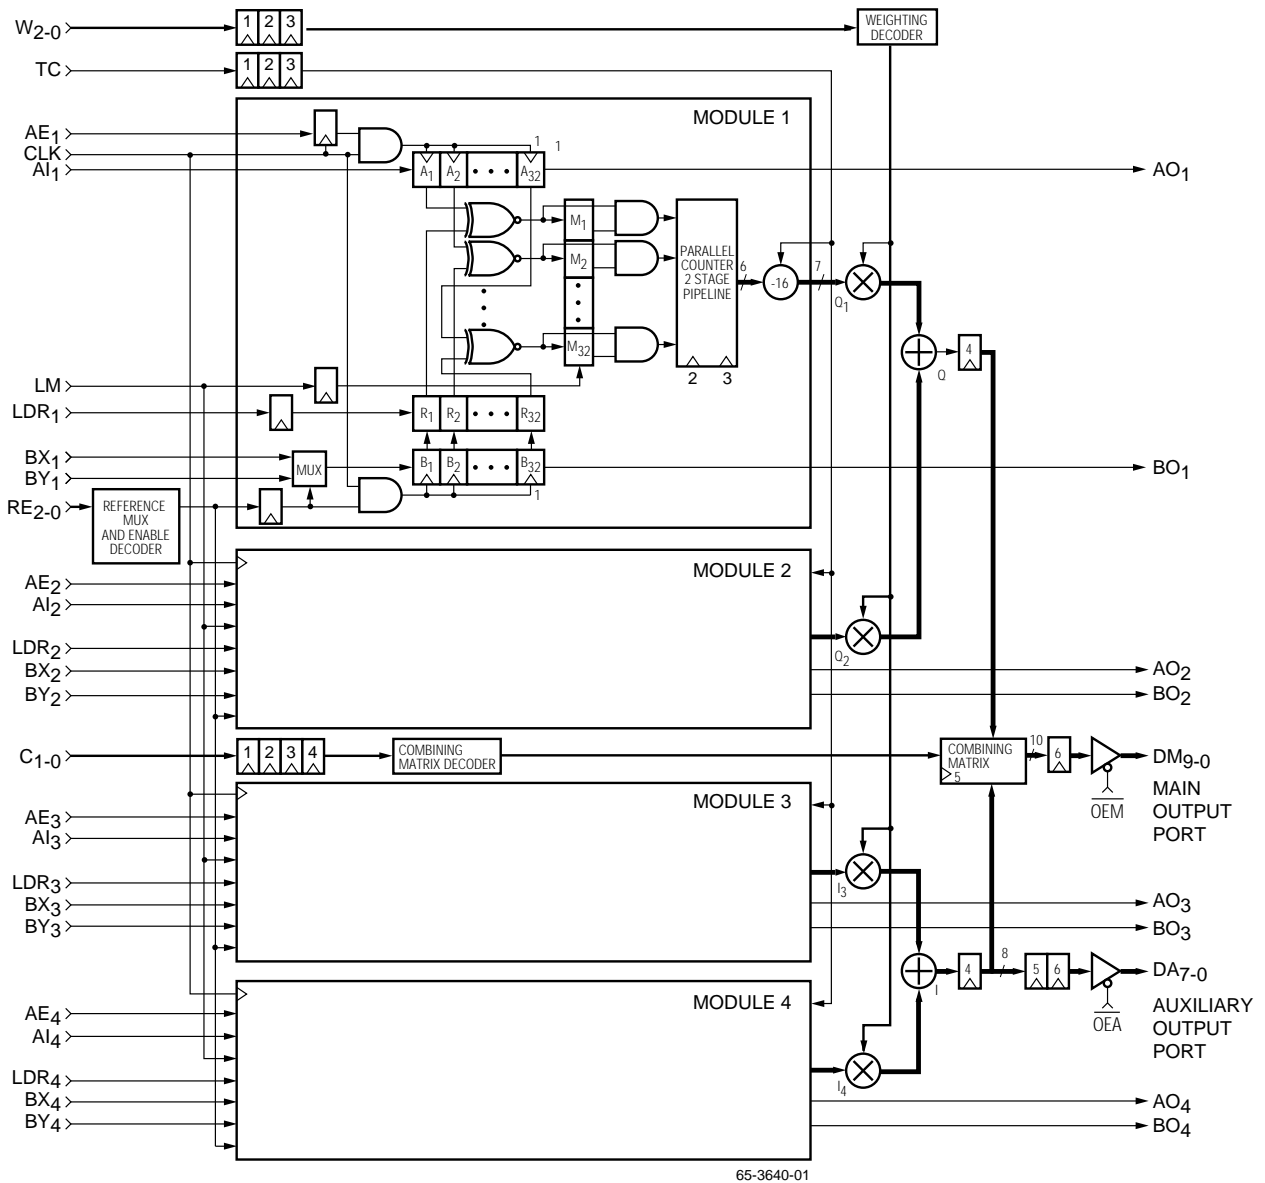 W2-0
1 2 3
WEIGHTING
DECODER
TC
1 2 3
MODULE 1
AE1
CLK
AI1
1
1
A1 A2 • • • A32
AO1
M1
M2
M32
PARALLEL
COUNTER
2 STAGE
PIPELINE
2 3
6
-16
7
Q1
Q
4
LM
LDR1
R1 R2 • • • R32
BX1
BY1
MUX
B1 B2 • • • B32
1
BO1
RE2-0
REFERENCE
MUX
AND ENABLE
DECODER
MODULE 2
AE2
AI2
LDR2
BX2
BY2
Q2
AO2
BO2
C1-0
1 2 3 4
COMBINING
MATRIX DECODER
COMBINING
MATRIX
5
10
6
OEM
DM9-0
MAIN
OUTPUT
PORT
MODULE 3
AE3
AI3
LDR3
BX3
BY3
I3
AO3
BO3
I
4
8
5 6
OEA
DA7-0
AUXILIARY
OUTPUT
PORT
MODULE 4
AE4
AI4
LDR4
BX4
BY4
I4
AO4
BO4
65-3640-01